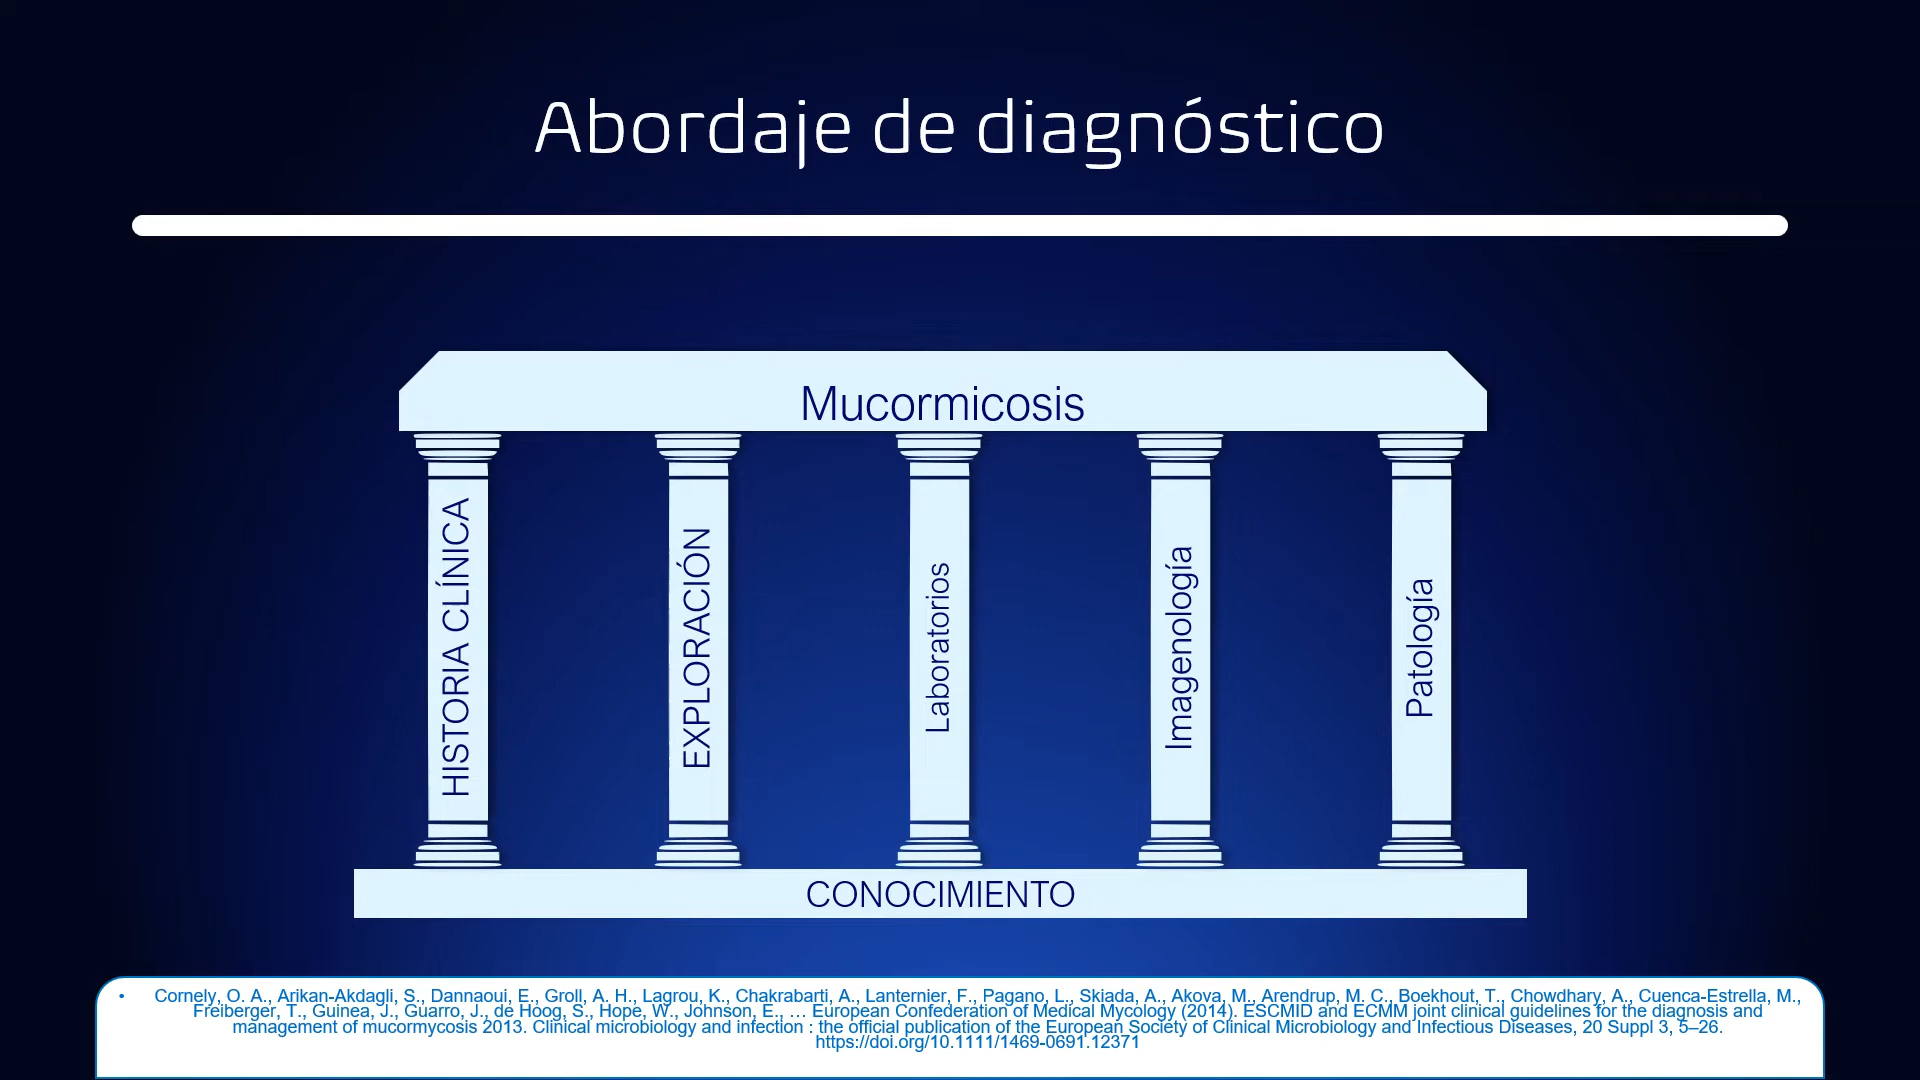 Abordaje de diagnóstico
Mucormicosis
HISTORIA CLÍNICA
EXPLORACIÓN
Laboratorios
Imagenología
Patología
CONOCIMIENTO
• Cornely, O. A., Arikan-Akdagli, S., Dannaoui, E., Groll, A. H., Lagrou, K., Chakrabarti, A., Lanternier, F., Pagano, L., Skiada, A., Akova, M., Arendrup, M. C., Boekhout, T., Chowdhary, A., Cuenca-Estrella, M.,
Freiberger, T., Guinea, J., Guarro, J., de Hoog, S., Hope, W., Johnson, E., … European Confederation of Medical Mycology (2014). ESCMID and ECMM joint clinical guidelines for the diagnosis and
management of mucormycosis 2013. Clinical microbiology and infection : the official publication of the European Society of Clinical Microbiology and Infectious Diseases, 20 Suppl 3, 5–26.
https://doi.org/10.1111/1469-0691.12371